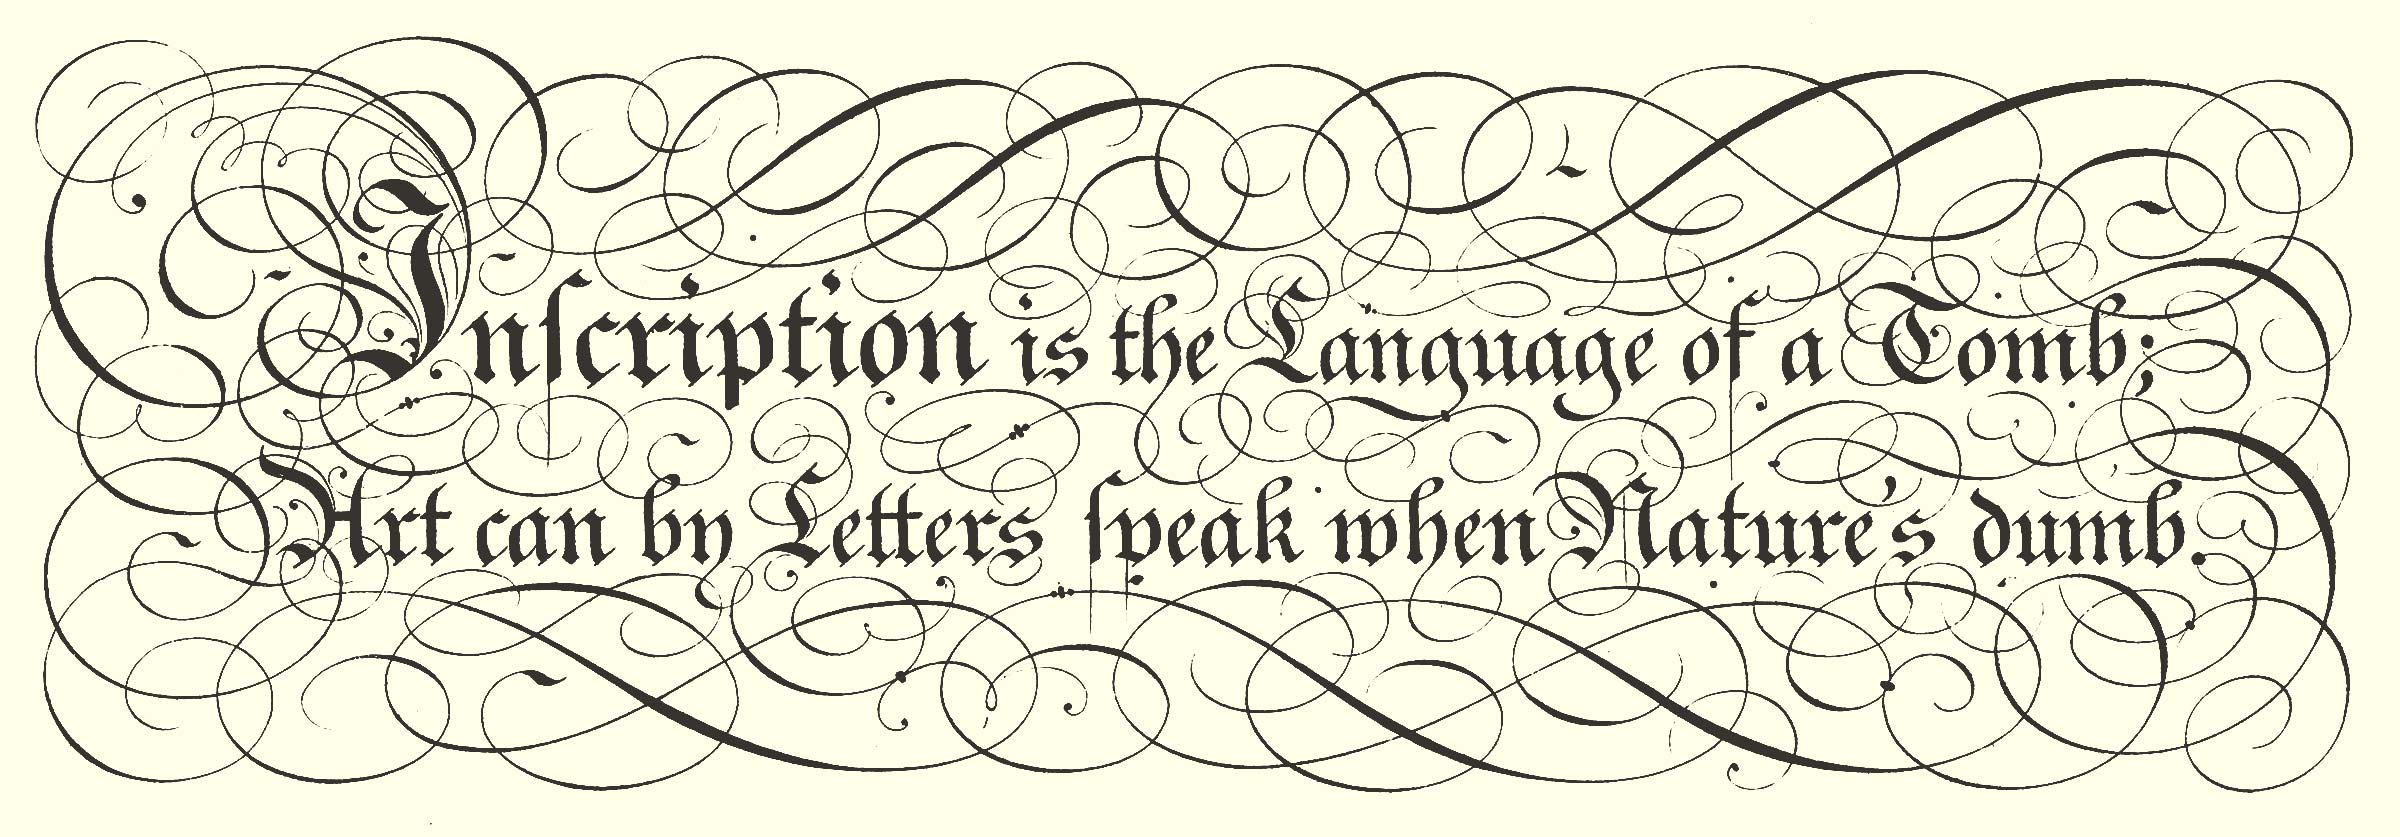 Inſcription is the Language of a Tomb;
Art can by Letters ſpeak when Nature's dumb.